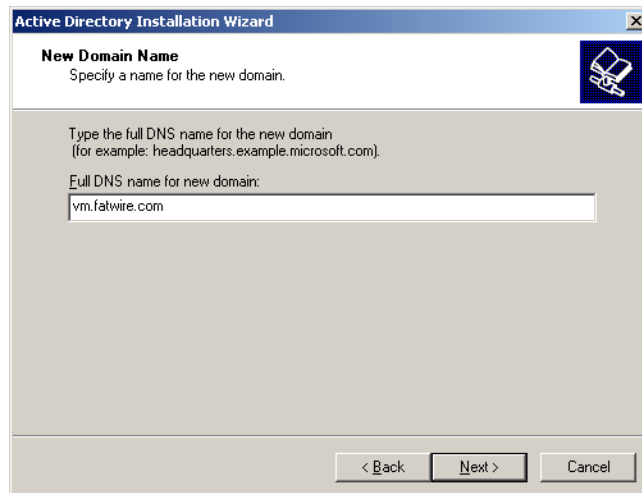 Active Directory Installation Wizard
New Domain Name
Specify a name for the new domain.
Type the full DNS name for the new domain
(for example: headquarters.example.microsoft.com).
Full DNS name for new domain:
vm.fatwire.com
< Back Next > Cancel